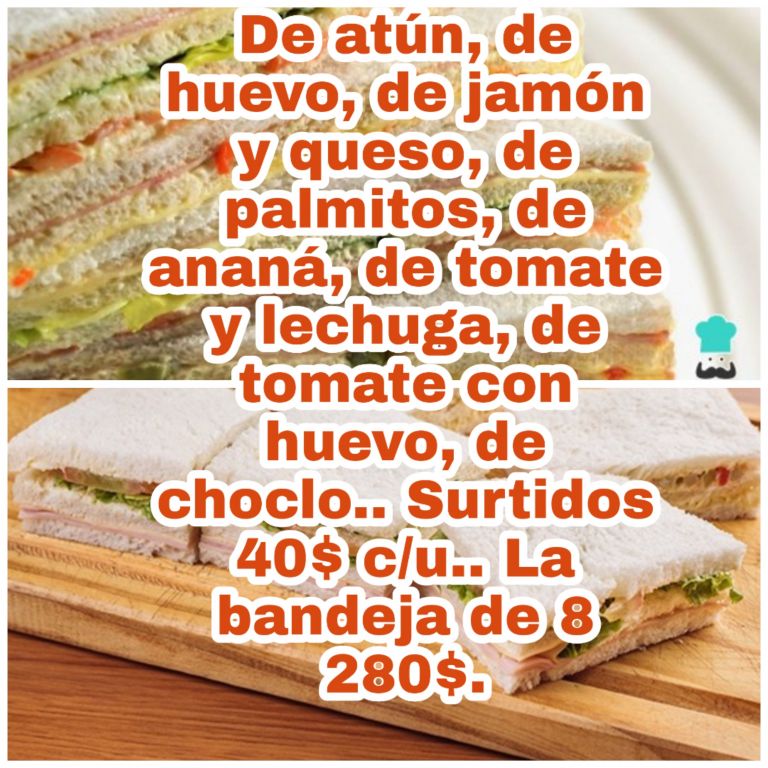 De atún, de
huevo, de jamón
y queso, de
palmitos, de
ananá, de tomate
y lechuga, de
tomate con
huevo, de
choclo.. Surtidos
40$ c/u.. La
bandeja de 8
280$.